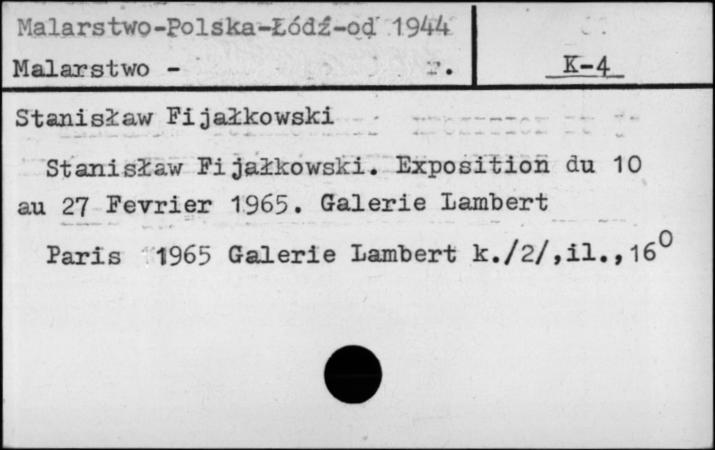 Malarstwo-Polska-Łódź-od 1944
Malarstwo - r.
K-4
Stanisław Fijałkowski
Stanisław Fijałkowski. Exposition du 10
au 27 Fevrier 1965. Galerie Lambert
Paris 1965 Galerie Lambert k./2/,il.,16⁰